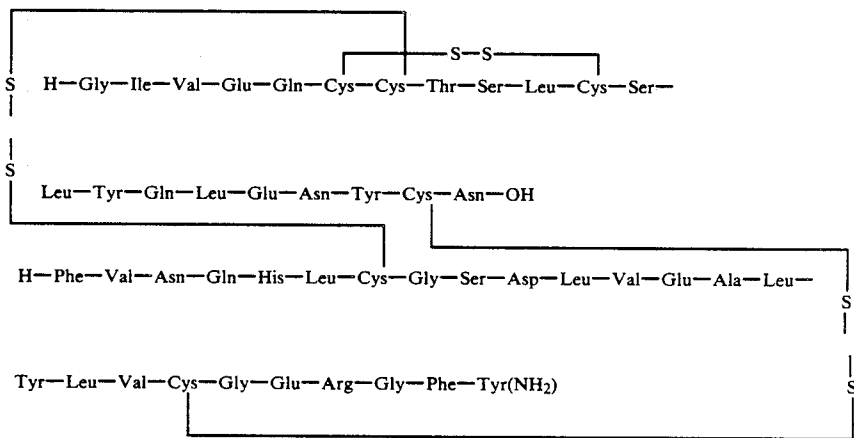 S—S
S H—Gly—Ile—Val—Glu—Gln—Cys—Cys—Thr—Ser—Leu—Cys—Ser—
S
Leu—Tyr—Gln—Leu—Glu—Asn—Tyr—Cys—Asn—OH
H—Phe—Val—Asn—Gln—His—Leu—Cys—Gly—Ser—Asp—Leu—Val—Glu—Ala—Leu—
S
Tyr—Leu—Val—Cys—Gly—Glu—Arg—Gly—Phe—Tyr(NH₂)
S